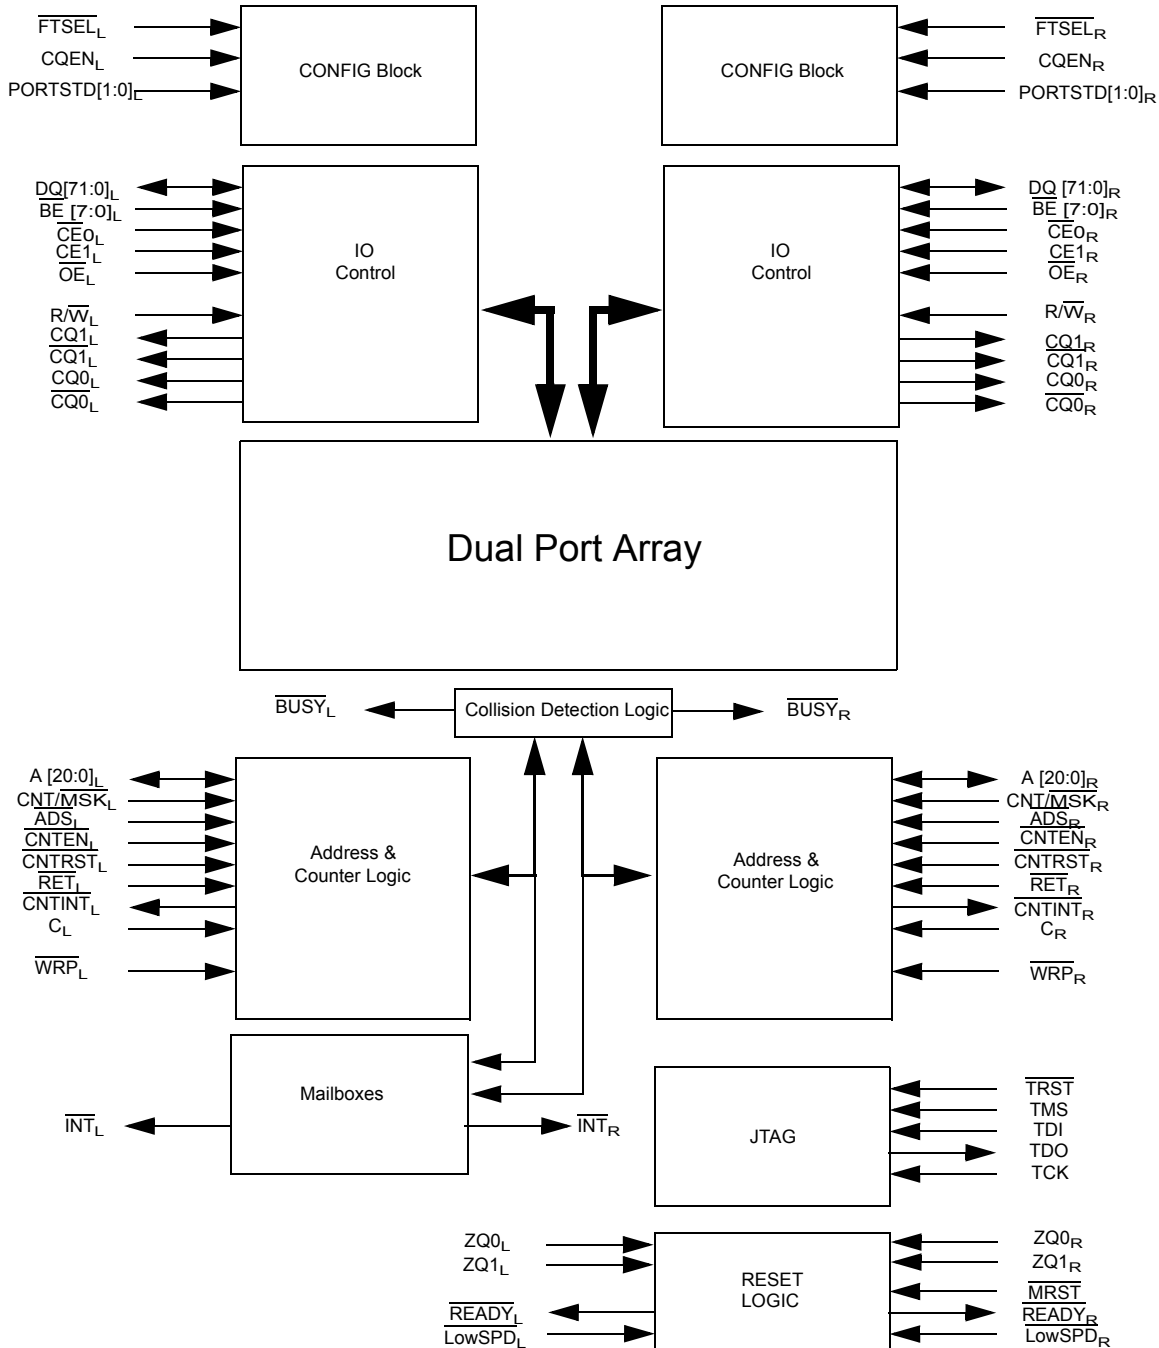 FTSEL_L
CQEN_L
PORTSTD[1:0]_L
CONFIG Block
CONFIG Block
FTSEL_R
CQEN_R
PORTSTD[1:0]_R
DQ[71:0]_L
BE [7:0]_L
CE0_L
CE1_L
OE_L
R/W_L
CQ1_L
CQ1_L
CQ0_L
CQ0_L
IO
Control
IO
Control
DQ [71:0]_R
BE [7:0]_R
CE0_R
CE1_R
OE_R
R/W_R
CQ1_R
CQ1_R
CQ0_R
CQ0_R
Dual Port Array
BUSY_L
Collision Detection Logic
BUSY_R
A [20:0]_L
CNT/MSK_L
ADS_L
CNTEN_L
CNTRST_L
RET_L
CNTINT_L
C_L
WRP_L
Address &
Counter Logic
Address &
Counter Logic
A [20:0]_R
CNT/MSK_R
ADS_R
CNTEN_R
CNTRST_R
RET_R
CNTINT_R
C_R
WRP_R
Mailboxes
INT_L
INT_R
JTAG
TRST
TMS
TDI
TDO
TCK
ZQ0_L
ZQ1_L
READY_L
LowSPD_L
RESET
LOGIC
ZQ0_R
ZQ1_R
MRST
READY_R
LowSPD_R